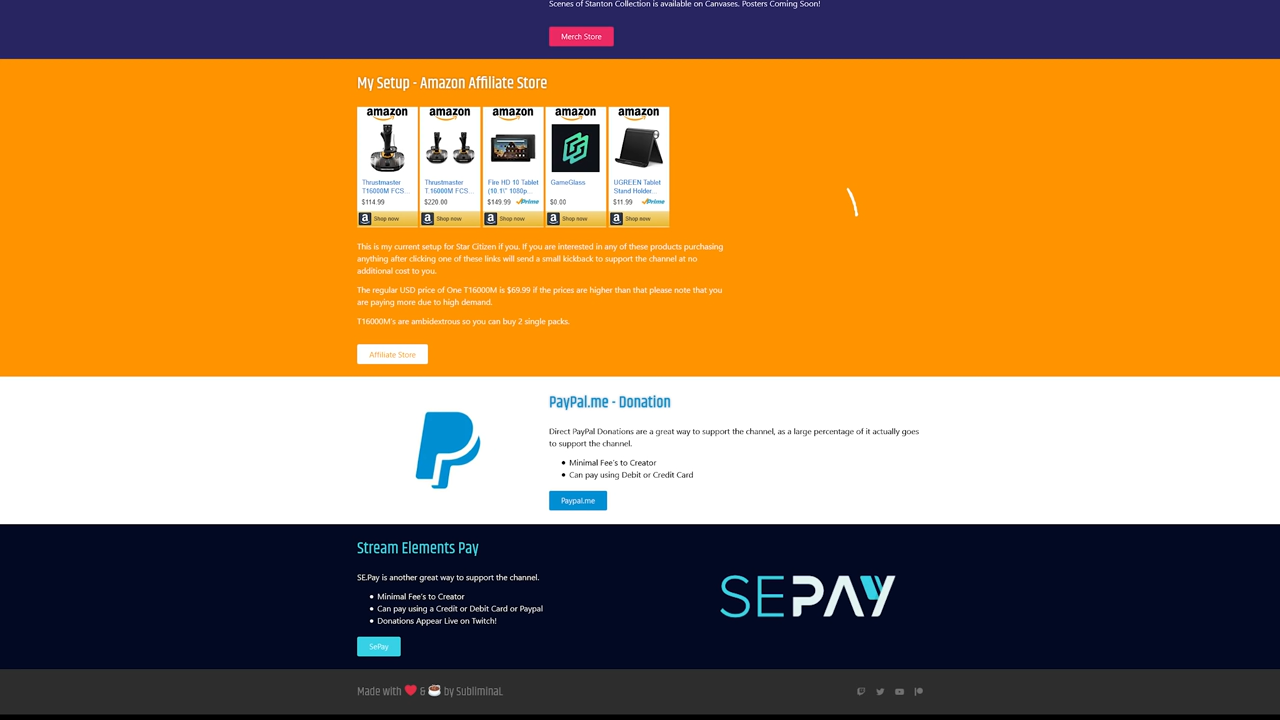 Scenes of Stanton Collection is available on Canvases. Posters Coming Soon!
Merch Store
My Setup - Amazon Affiliate Store
amazon amazon amazon amazon amazon
Thrustmaster T16000M FCS...
$114.99
Shop now
Thrustmaster T.16000M FCS...
$220.00
Shop now
Fire HD 10 Tablet (10.1\" 1080p...
$149.99 Prime
Shop now
GameGlass
$0.00
Shop now
UGREEN Tablet Stand Holder...
$11.99 Prime
Shop now
This is my current setup for Star Citizen if you. If you are interested in any of these products purchasing
anything after clicking one of these links will send a small kickback to support the channel at no
additional cost to you.
The regular USD price of One T16000M is $69.99 if the prices are higher than that please note that you
are paying more due to high demand.
T16000M's are ambidextrous so you can buy 2 single packs.
Affiliate Store
PayPal.me - Donation
Direct PayPal Donations are a great way to support the channel, as a large percentage of it actually goes
to support the channel.
Minimal Fee's to Creator
Can pay using Debit or Credit Card
Paypal.me
Stream Elements Pay
SE.Pay is another great way to support the channel.
Minimal Fee's to Creator
Can pay using a Credit or Debit Card or Paypal
Donations Appear Live on Twitch!
SePay
SEPAY
Made with ❤️ & ☕ by Subliminal.